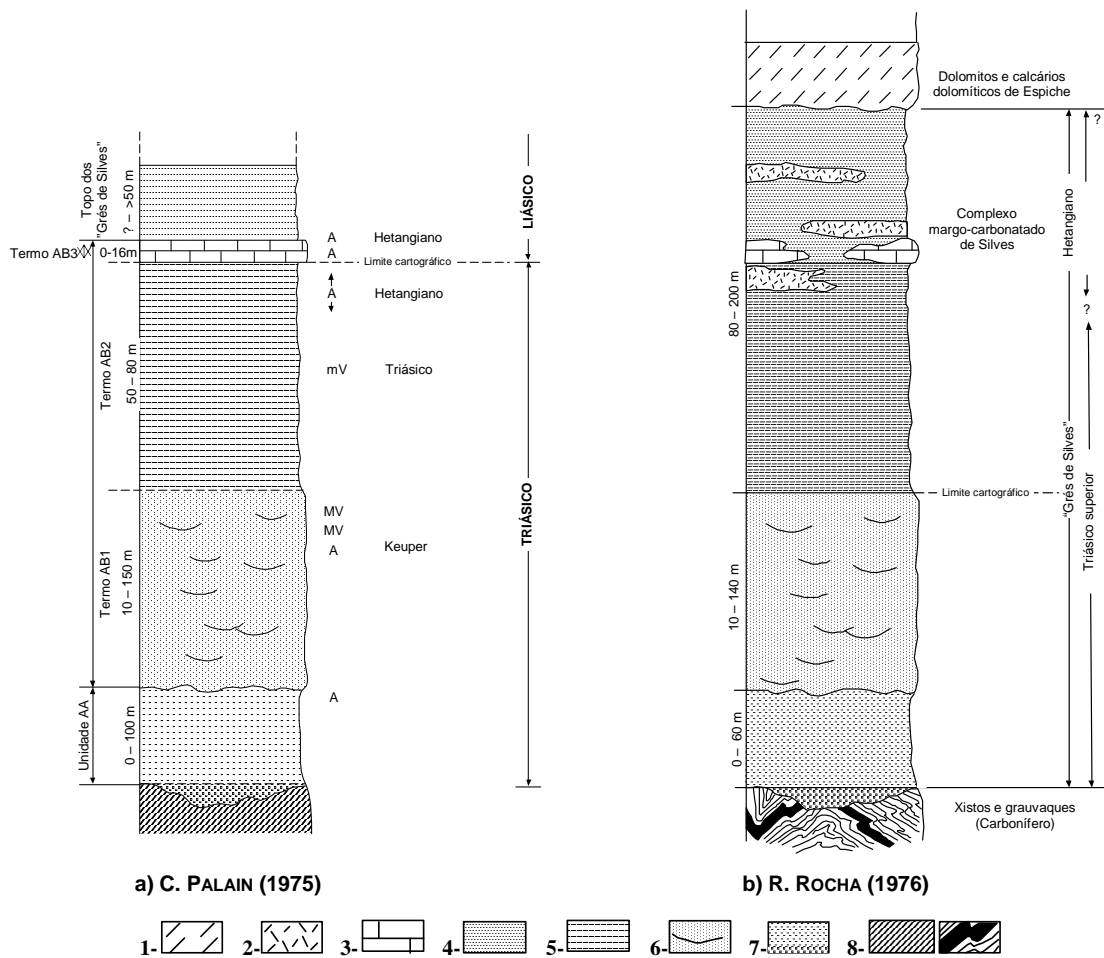 Topo dos
"Grés de Silves"
? – >50 m
Termo AB3
0-16m
Termo AB2
50 – 80 m
Termo AB1
10 – 150 m
Unidade AA
0 – 100 m
A Hetangiano
A
Limite cartográfico
A Hetangiano
mV Triásico
MV
MV
A Keuper
A
LIÁSICO
TRIÁSICO
a) C. PALAIN (1975)
Dolomitos e calcários
dolomíticos de Espiche
?
Hetangiano
Complexo
margo-carbonatado
de Silves
80 – 200 m
?
Limite cartográfico
"Grés de Silves"
Triásico superior
10 – 140 m
0 – 60 m
Xistos e grauvaques
(Carbonífero)
b) R. ROCHA (1976)
1- 2- 3- 4- 5- 6- 7- 8-